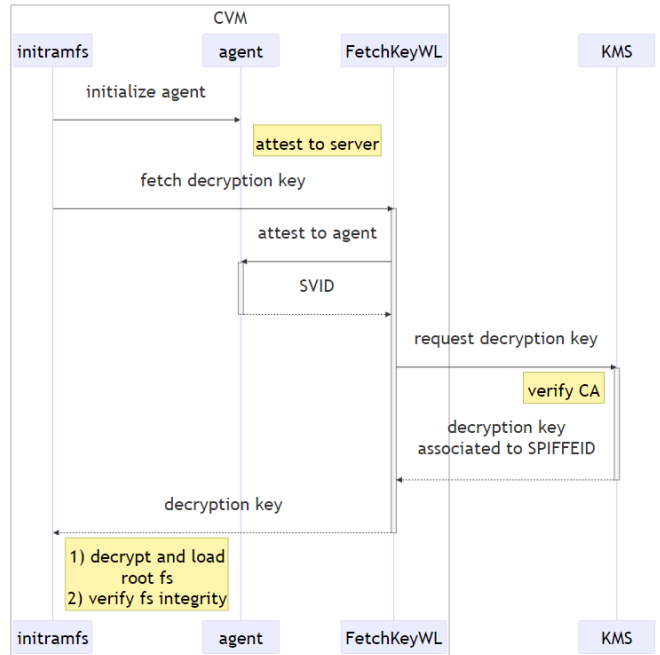 CVM
initramfs
agent
FetchKeyWL
KMS
initialize agent
attest to server
fetch decryption key
attest to agent
SVID
request decryption key
verify CA
decryption key
associated to SPIFFEID
decryption key
1) decrypt and load
root fs
2) verify fs integrity
initramfs
agent
FetchKeyWL
KMS